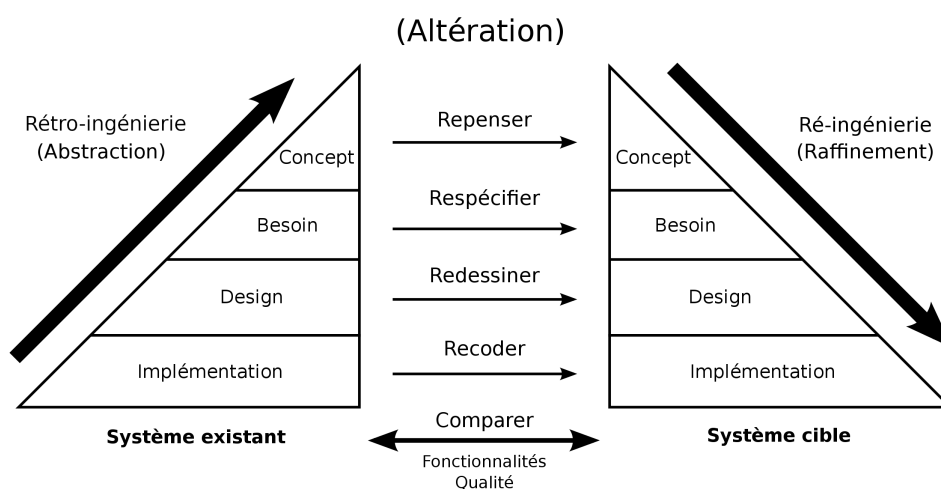 (Altération)
Rétro-ingénierie
(Abstraction)
Repenser
Ré-ingénierie
(Raffinement)
Concept
Concept
Respécifier
Besoin
Besoin
Redessiner
Design
Design
Recoder
Implémentation
Implémentation
Comparer
Système existant
Système cible
Fonctionnalités
Qualité